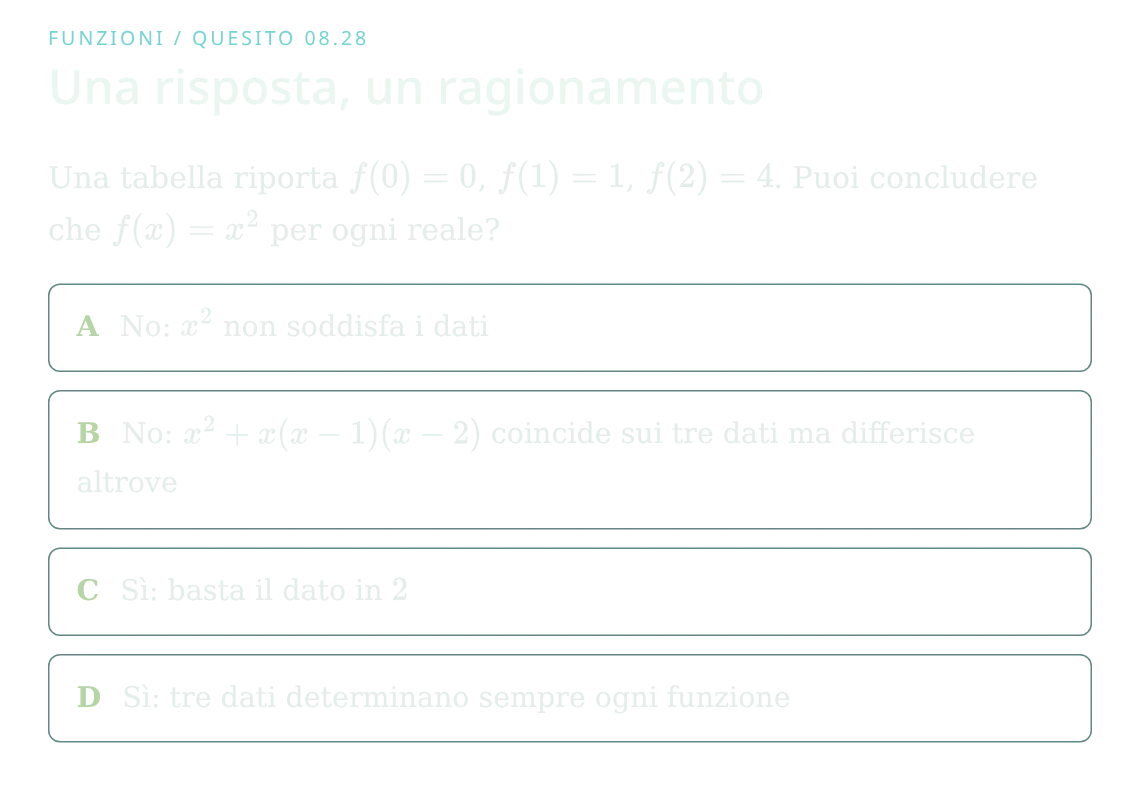 FUNZIONI / QUESITO 08.28
Una risposta, un ragionamento
Una tabella riporta f(0) = 0, f(1) = 1, f(2) = 4. Puoi concludere
che f(x) = x² per ogni reale?
A No: x² non soddisfa i dati
B No: x² + x(x − 1)(x − 2) coincide sui tre dati ma differisce
altrove
C Sì: basta il dato in 2
D Sì: tre dati determinano sempre ogni funzione